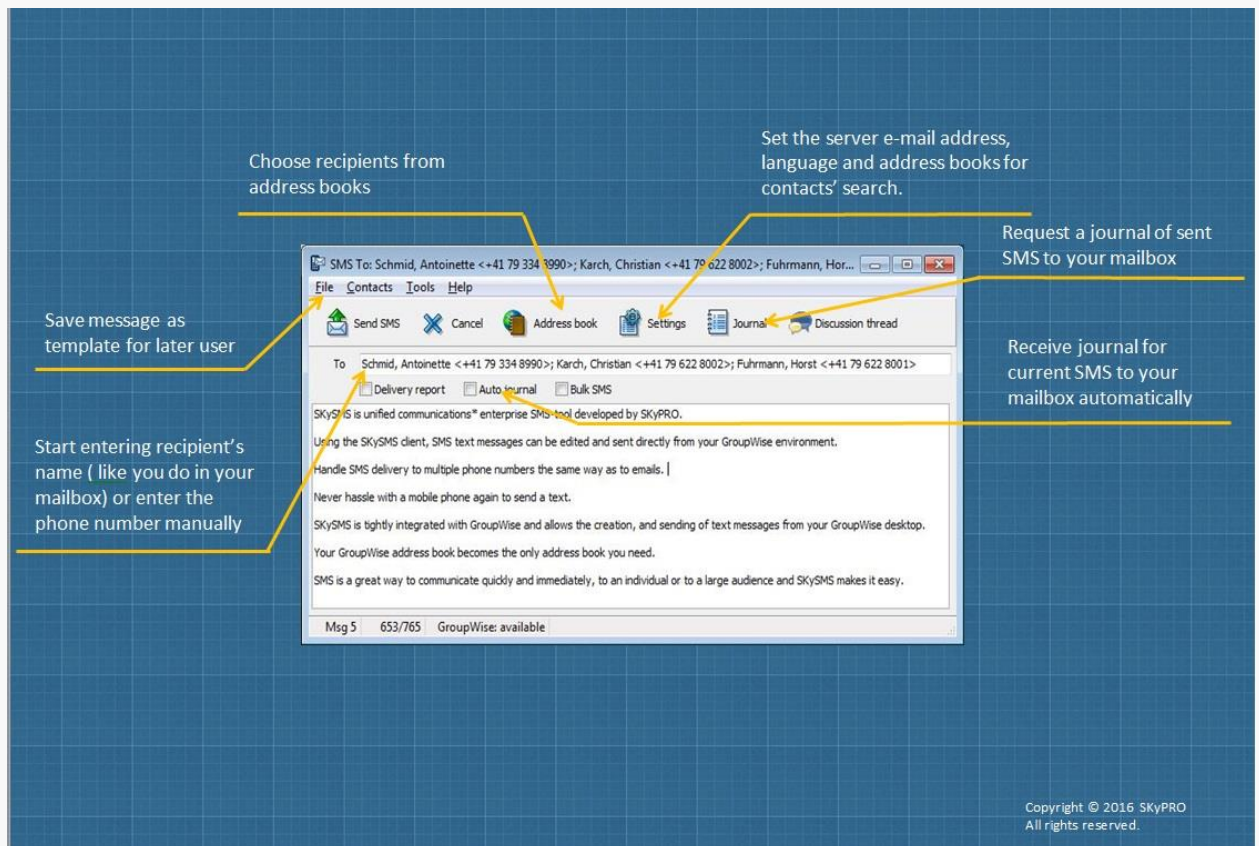 Choose recipients from
address books
Set the server e-mail address,
language and address books for
contacts' search.
Request a journal of sent
SMS to your mailbox
Save message as
template for later user
Start entering recipient's
name ( like you do in your
mailbox) or enter the
phone number manually
Receive journal for
current SMS to your
mailbox automatically
SMS To: Schmid, Antoinette <+41 79 334 8990>; Karch, Christian <+41 79 622 8002>; Fuhrmann, Hor...
File Contacts Tools Help
Send SMS Cancel Address book Settings Journal Discussion thread
To Schmid, Antoinette <+41 79 334 8990>; Karch, Christian <+41 79 622 8002>; Fuhrmann, Horst <+41 79 622 8001>
Delivery report Auto journal Bulk SMS
SKySMS is unified communications* enterprise SMS-tool developed by SKyPRO.
Using the SKySMS client, SMS text messages can be edited and sent directly from your GroupWise environment.
Handle SMS delivery to multiple phone numbers the same way as to emails.
Never hassle with a mobile phone again to send a text.
SKySMS is tightly integrated with GroupWise and allows the creation, and sending of text messages from your GroupWise desktop.
Your GroupWise address book becomes the only address book you need.
SMS is a great way to communicate quickly and immediately, to an individual or to a large audience and SKySMS makes it easy.
Msg 5 653/765 GroupWise: available
Copyright © 2016 SKyPRO
All rights reserved.